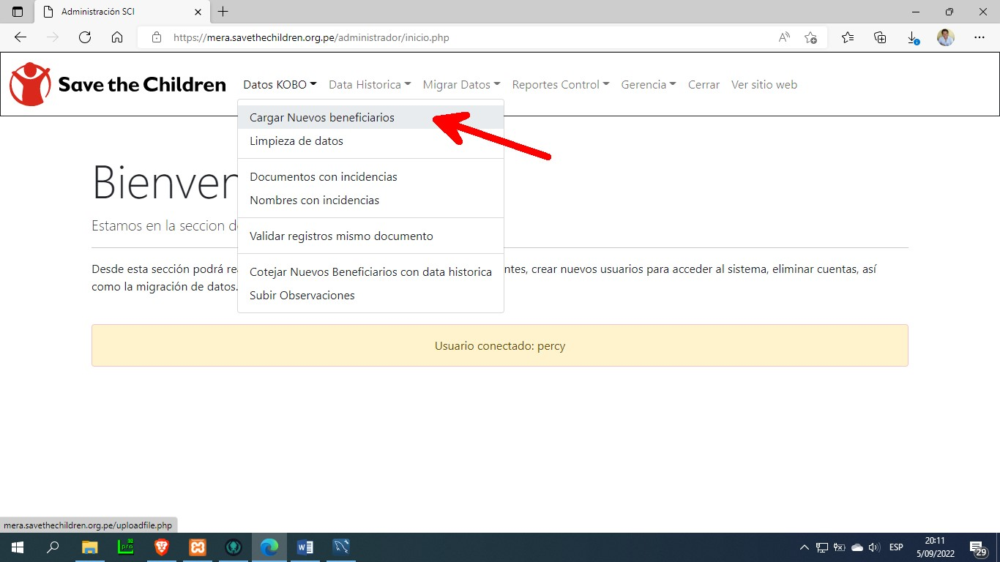 Administración SCI
https://mera.savethechildren.org.pe/administrador/inicio.php
Save the Children
Datos KOBO
Data Historica
Migrar Datos
Reportes Control
Gerencia
Cerrar
Ver sitio web
Cargar Nuevos beneficiarios
Limpieza de datos
Documentos con incidencias
Nombres con incidencias
Validar registros mismo documento
Cotejar Nuevos Beneficiarios con data historica
Subir Observaciones
Bienven
Estamos en la seccion d
Desde esta sección podrá re
ntes, crear nuevos usuarios para acceder al sistema, eliminar cuentas, así
como la migración de datos.
Usuario conectado: percy
mera.savethechildren.org.pe/uploadfile.php
ESP
20:11
5/09/2022
29